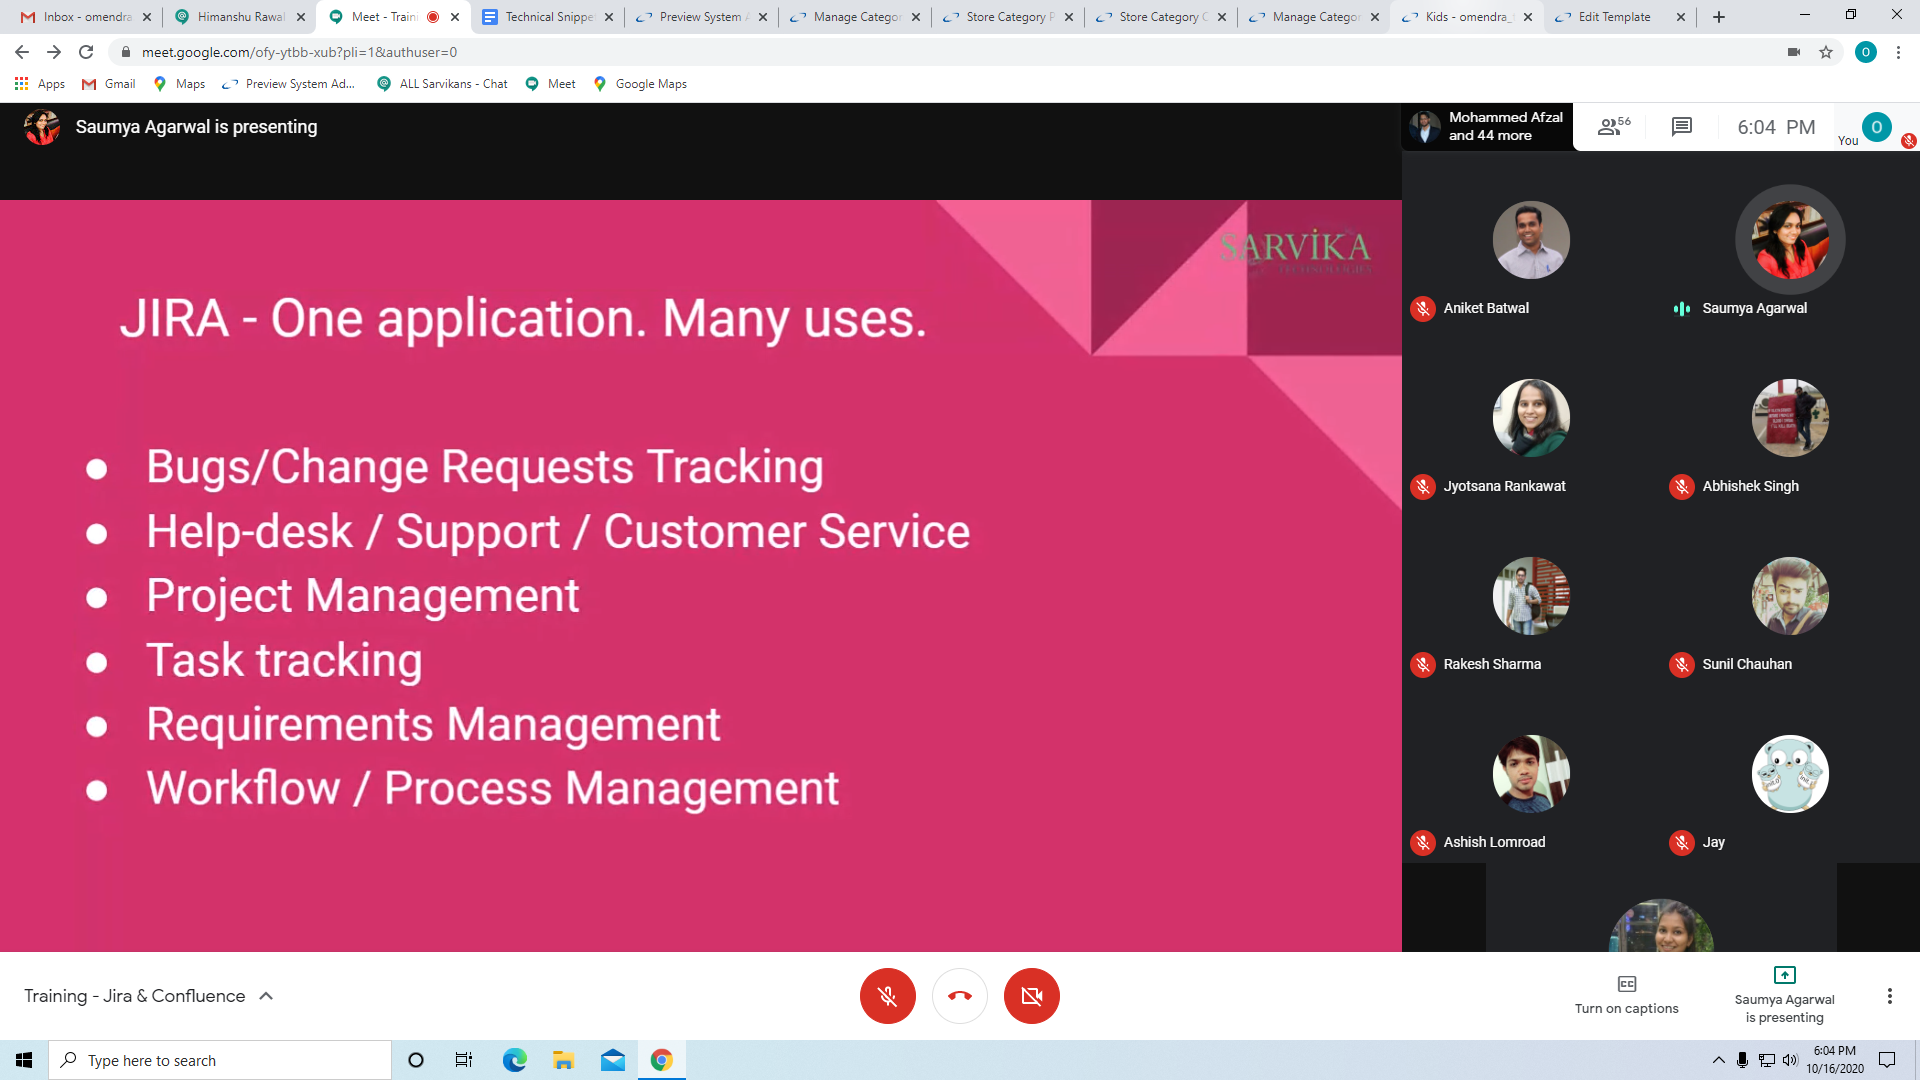 Inbox - omendra
Himanshu Rawal
Meet - Traini
Technical Snippe
Preview System A
Manage Categor
Store Category P
Store Category C
Manage Categor
Kids - omendra_
Edit Template
meet.google.com/ofy-ytbb-xub?pli=1&authuser=0
O
Apps
Gmail
Maps
Preview System Ad...
ALL Sarvikans - Chat
Meet
Google Maps
Saumya Agarwal is presenting
Mohammed Afzal
and 44 more
56
6:04 PM
You
O
SARVİKA
TECHNOLOGIES
JIRA - One application. Many uses.
● Bugs/Change Requests Tracking
● Help-desk / Support / Customer Service
● Project Management
● Task tracking
● Requirements Management
● Workflow / Process Management
Aniket Batwal
Saumya Agarwal
Jyotsana Rankawat
Abhishek Singh
Rakesh Sharma
Sunil Chauhan
Ashish Lomroad
Jay
Training - Jira & Confluence
Turn on captions
Saumya Agarwal
is presenting
Type here to search
6:04 PM
10/16/2020